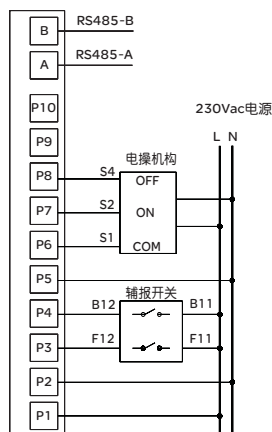 B RS485-B
A RS485-A
P10
230Vac电源
P9
L N
电操机构
P8 S4 OFF
P7 S2 ON
P6 S1 COM
P5
辅报开关
P4 B12 B11
P3 F12 F11
P2
P1